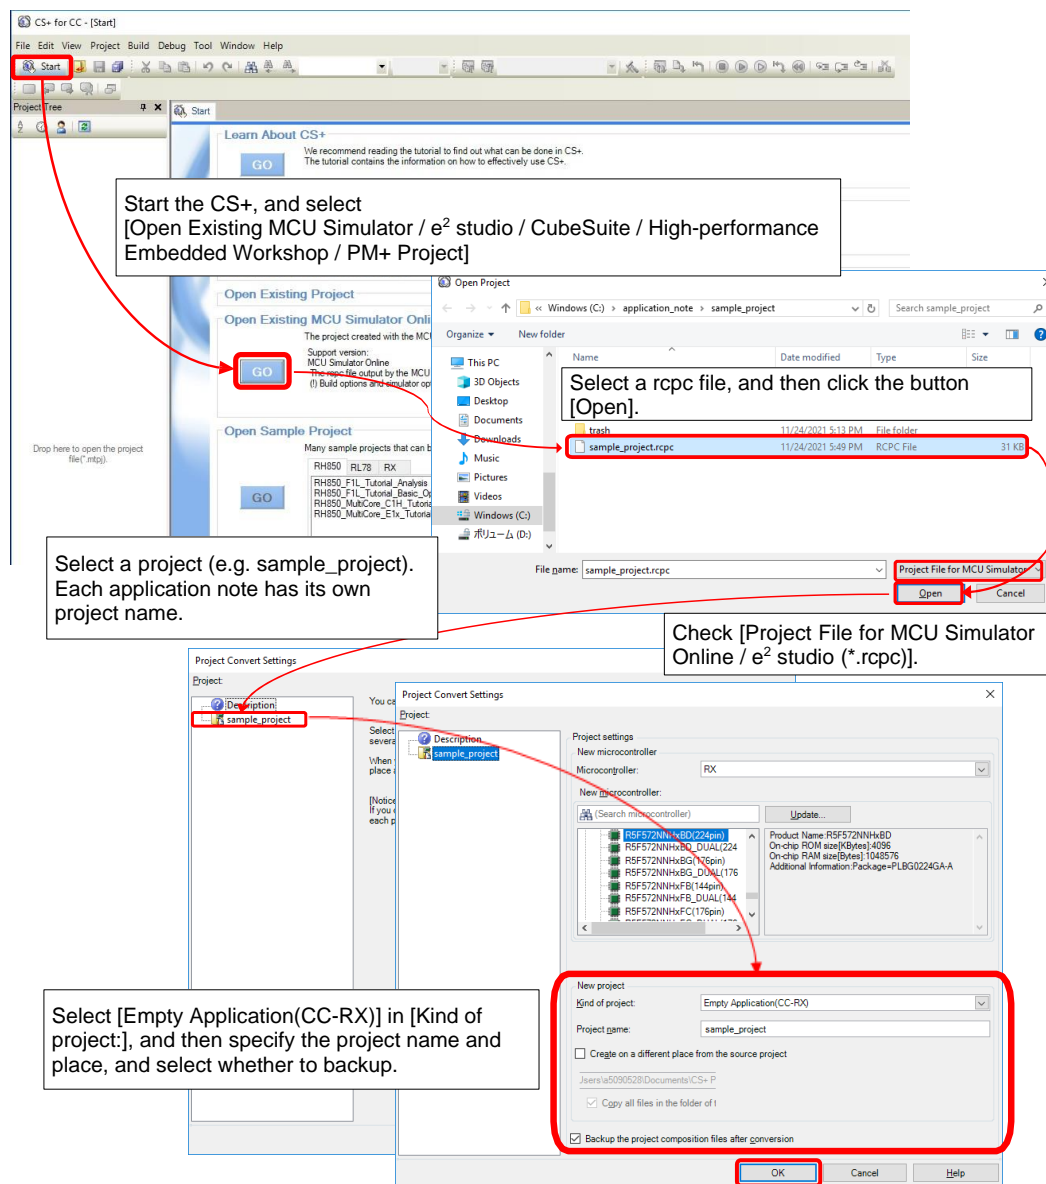 CS+ for CC - [Start]
File Edit View Project Build Debug Tool Window Help
Start
Project Tree
Start
Learn About CS+
GO
We recommend reading the tutorial to find out what can be done in CS+.
The tutorial contains the information on how to effectively use CS+.
Start the CS+, and select
[Open Existing MCU Simulator / e² studio / CubeSuite / High-performance
Embedded Workshop / PM+ Project]
Open Existing Project
Open Existing MCU Simulator Onli
The project created with the MCU
Support version:
MCU Simulator Online
The rcpc file output by the MCU
(!) Build options and simulator op
GO
Open Sample Project
Many sample projects that can b
RH850 RL78 RX
RH850_F1L_Tutorial_Analysis
RH850_F1L_Tutorial_Basic_Op
RH850_MultiCore_C1H_Tutoria
RH850_MultiCore_E1x_Tutorial
GO
Drop here to open the project
file(*.mtpj).
Open Project
« Windows (C:) › application_note › sample_project
Search sample_project
Organize
New folder
This PC
3D Objects
Desktop
Documents
Downloads
Music
Pictures
Videos
Windows (C:)
ボリューム (D:)
Name Date modified Type Size
Select a rcpc file, and then click the button
[Open].
trash 11/24/2021 5:13 PM File folder
sample_project.rcpc 11/24/2021 5:49 PM RCPC File 31 KB
File name: sample_project.rcpc
Project File for MCU Simulator
Open Cancel
Select a project (e.g. sample_project).
Each application note has its own
project name.
Check [Project File for MCU Simulator
Online / e² studio (*.rcpc)].
Project Convert Settings
Project:
Description
sample_project
You ca
Select
severa
When
place a
[Notice
If you
each p
Project Convert Settings
Project:
Description
sample_project
Project settings
New microcontroller
Microcontroller: RX
New microcontroller:
(Search microcontroller)
Update...
R5F572NNHxBD(224pin)
R5F572NNHxBD_DUAL(224
R5F572NNHxBG(176pin)
R5F572NNHxBG_DUAL(176
R5F572NNHxFB(144pin)
R5F572NNHxFB_DUAL(144
R5F572NNHxFC(176pin)
Product Name:R5F572NNHxBD
On-chip ROM size[KBytes]:4096
On-chip RAM size[Bytes]:1048576
Additional Information:Package=PLBG0224GA-A
New project
Kind of project: Empty Application(CC-RX)
Project name: sample_project
Create on a different place from the source project
Jsers\a5090528\Documents\CS+ P
Copy all files in the folder of t
Backup the project composition files after conversion
OK Cancel Help
Select [Empty Application(CC-RX)] in [Kind of
project:], and then specify the project name and
place, and select whether to backup.